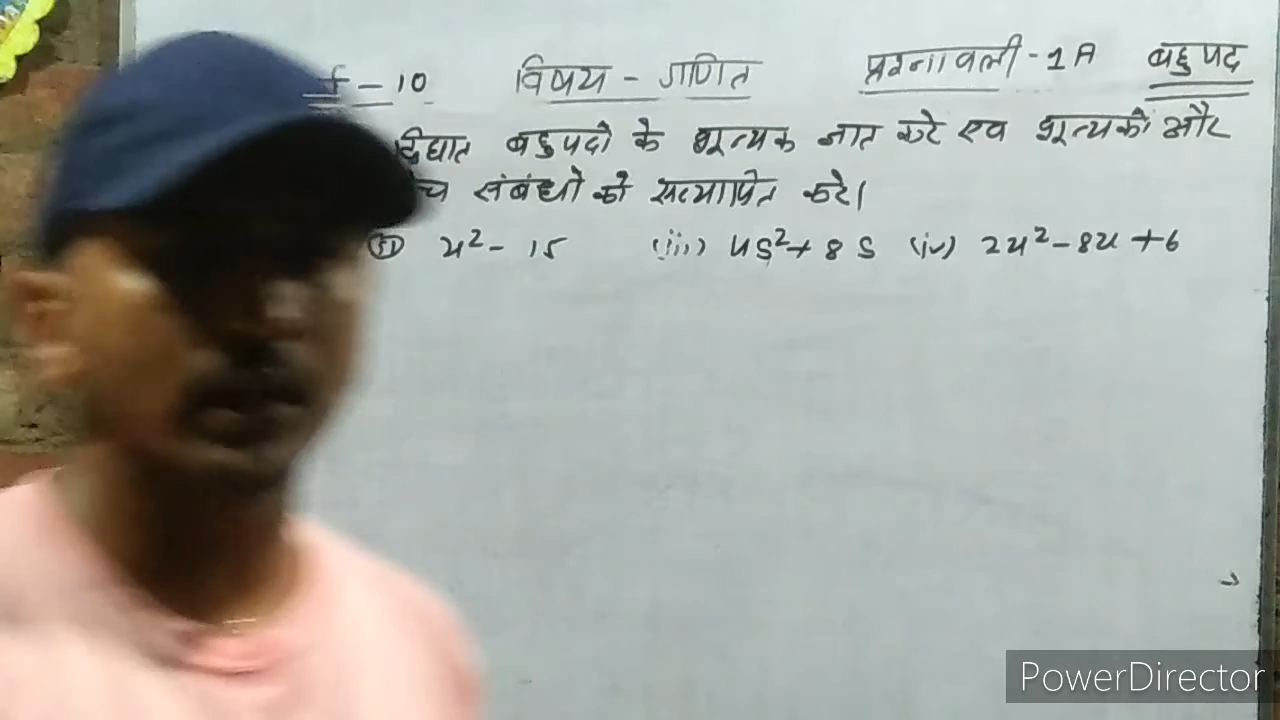 - 10 विषय - गणित प्रश्नावली - 1A बहुपद
द्विघात बहुपदो के शून्यक ज्ञात करे एव शून्यको और
संबंधो को सत्यापित करे।
x² - 15 (iii) 4s² + 8s (iv) 2x² - 8x + 6
PowerDirector